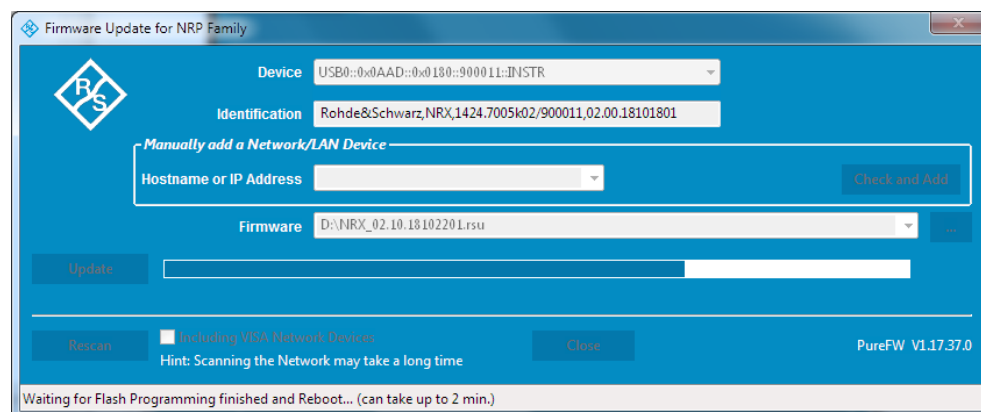 Firmware Update for NRP Family
R&S
Device USB0::0x0AAD::0x0180::900011::INSTR
Identification Rohde&Schwarz,NRX,1424.7005k02/900011,02.00.18101801
Manually add a Network/LAN Device
Hostname or IP Address Check and Add
Firmware D:\NRX_02.10.18102201.rsu ...
Update
Rescan Including VISA Network Devices Close PureFW V1.17.37.0
Hint: Scanning the Network may take a long time
Waiting for Flash Programming finished and Reboot... (can take up to 2 min.)